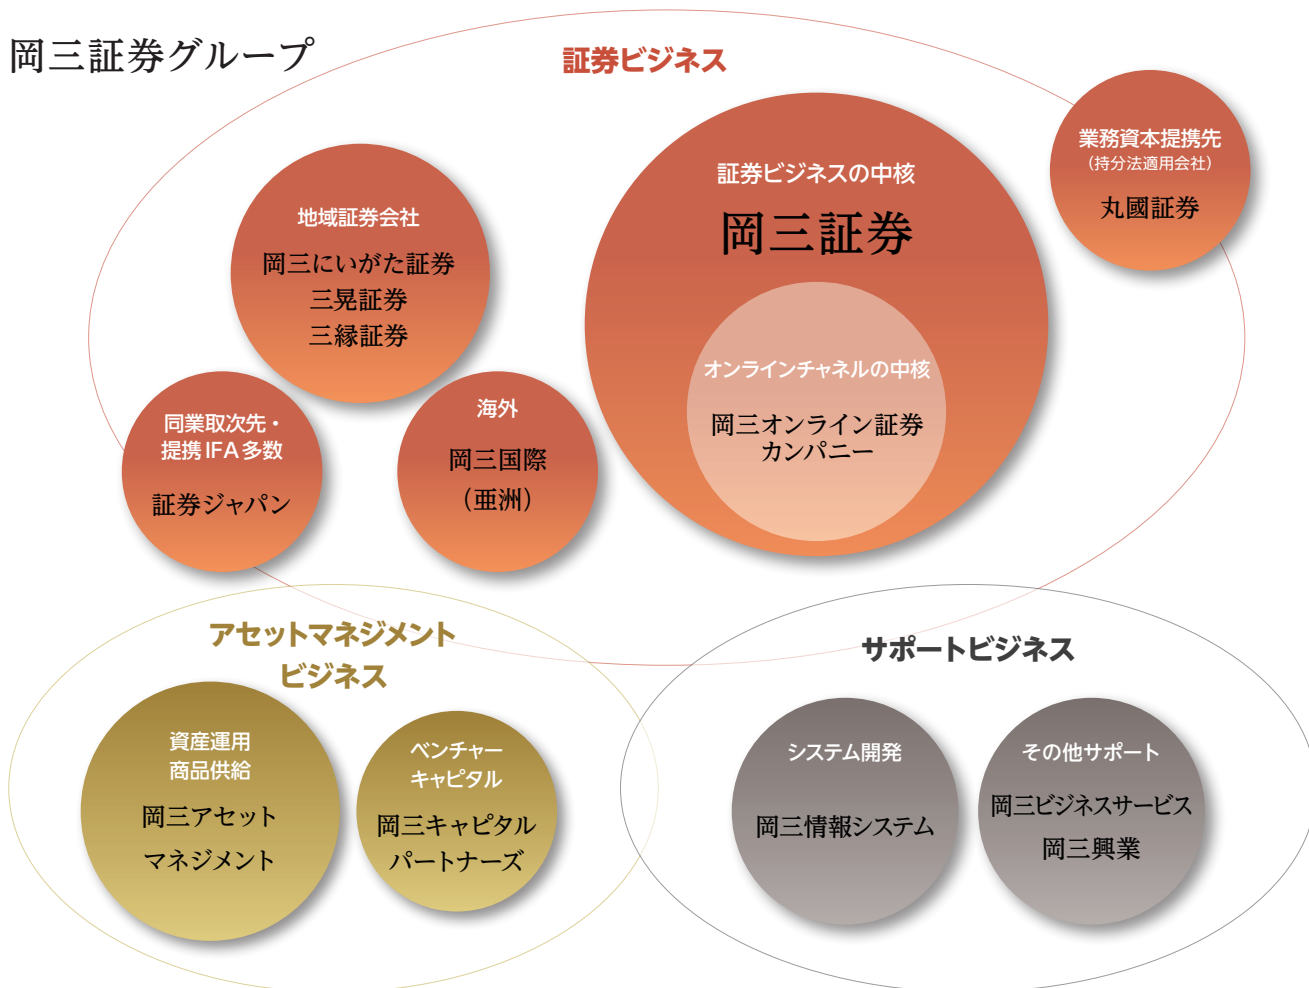 岡三証券グループ
証券ビジネス
業務資本提携先
（持分法適用会社）
丸國証券
証券ビジネスの中核
岡三証券
オンラインチャネルの中核
岡三オンライン証券
カンパニー
地域証券会社
岡三にいがた証券
三晃証券
三縁証券
同業取次先・
提携IFA多数
証券ジャパン
海外
岡三国際
（亜洲）
アセットマネジメント
ビジネス
資産運用
商品供給
岡三アセット
マネジメント
ベンチャー
キャピタル
岡三キャピタル
パートナーズ
サポートビジネス
システム開発
岡三情報システム
その他サポート
岡三ビジネスサービス
岡三興業